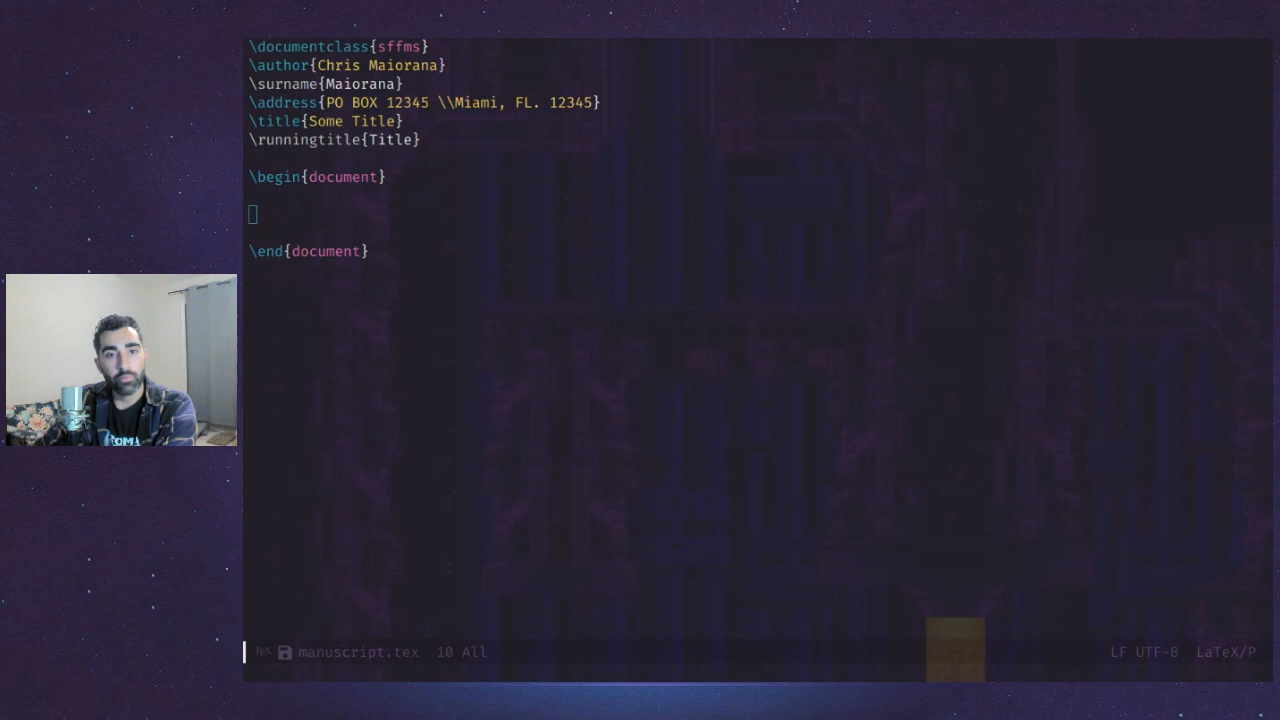 \documentclass{sffms}
\author{Chris Maiorana}
\surname{Maiorana}
\address{PO BOX 12345 \\Miami, FL. 12345}
\title{Some Title}
\runningtitle{Title}
\begin{document}
\end{document}
TEX manuscript.tex 10 All LF UTF-8 LaTeX/P